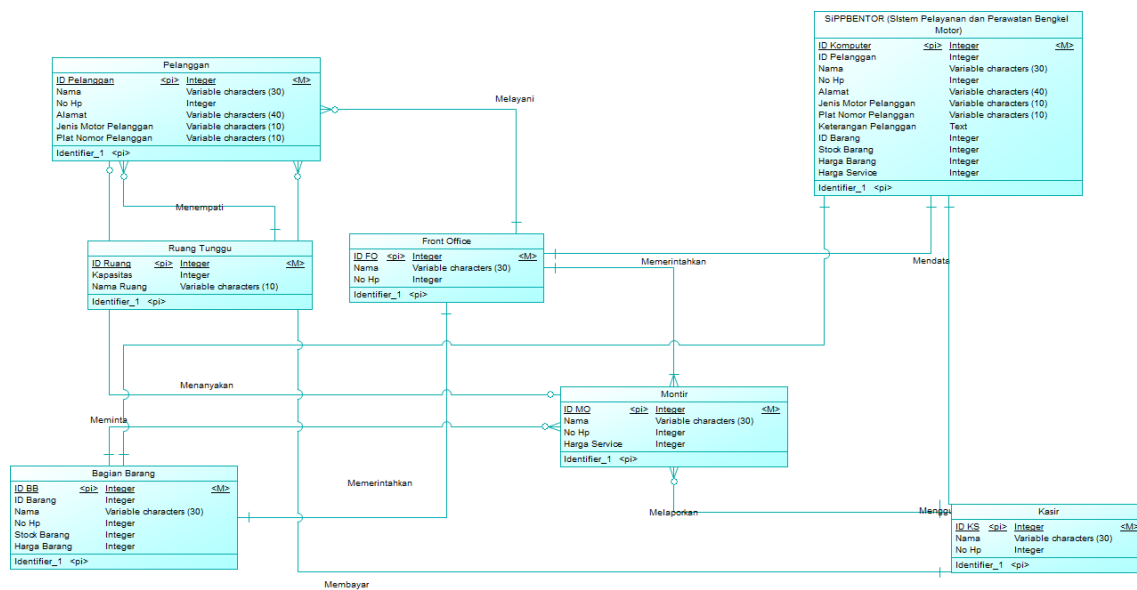 SiPPBENTOR (SIstem Pelayanan dan Perawatan Bengkel
Motor)
ID Komputer <pi> Integer <M>
ID Pelanggan Integer
Nama Variable characters (30)
No Hp Integer
Alamat Variable characters (40)
Jenis Motor Pelanggan Variable characters (10)
Plat Nomor Pelanggan Variable characters (10)
Keterangan Pelanggan Text
ID Barang Integer
Stock Barang Integer
Harga Barang Integer
Harga Service Integer
Identifier_1 <pi>
Pelanggan
ID Pelanggan <pi> Integer <M>
Nama Variable characters (30)
No Hp Integer
Alamat Variable characters (40)
Jenis Motor Pelanggan Variable characters (10)
Plat Nomor Pelanggan Variable characters (10)
Identifier_1 <pi>
Melayani
Menempati
Ruang Tunggu
ID Ruang <pi> Integer <M>
Kapasitas Integer
Nama Ruang Variable characters (10)
Identifier_1 <pi>
Front Office
ID FO <pi> Integer <M>
Nama Variable characters (30)
No Hp Integer
Identifier_1 <pi>
Memerintahkan
Mendata
Menanyakan
Meminta
Montir
ID MO <pi> Integer <M>
Nama Variable characters (30)
No Hp Integer
Harga Service Integer
Identifier_1 <pi>
Bagian Barang
ID BB <pi> Integer <M>
ID Barang Integer
Nama Variable characters (30)
No Hp Integer
Stock Barang Integer
Harga Barang Integer
Identifier_1 <pi>
Memerintahkan
Melaporkan
Kasir
ID KS <pi> Integer <M>
Nama Variable characters (30)
No Hp Integer
Identifier_1 <pi>
Membayar